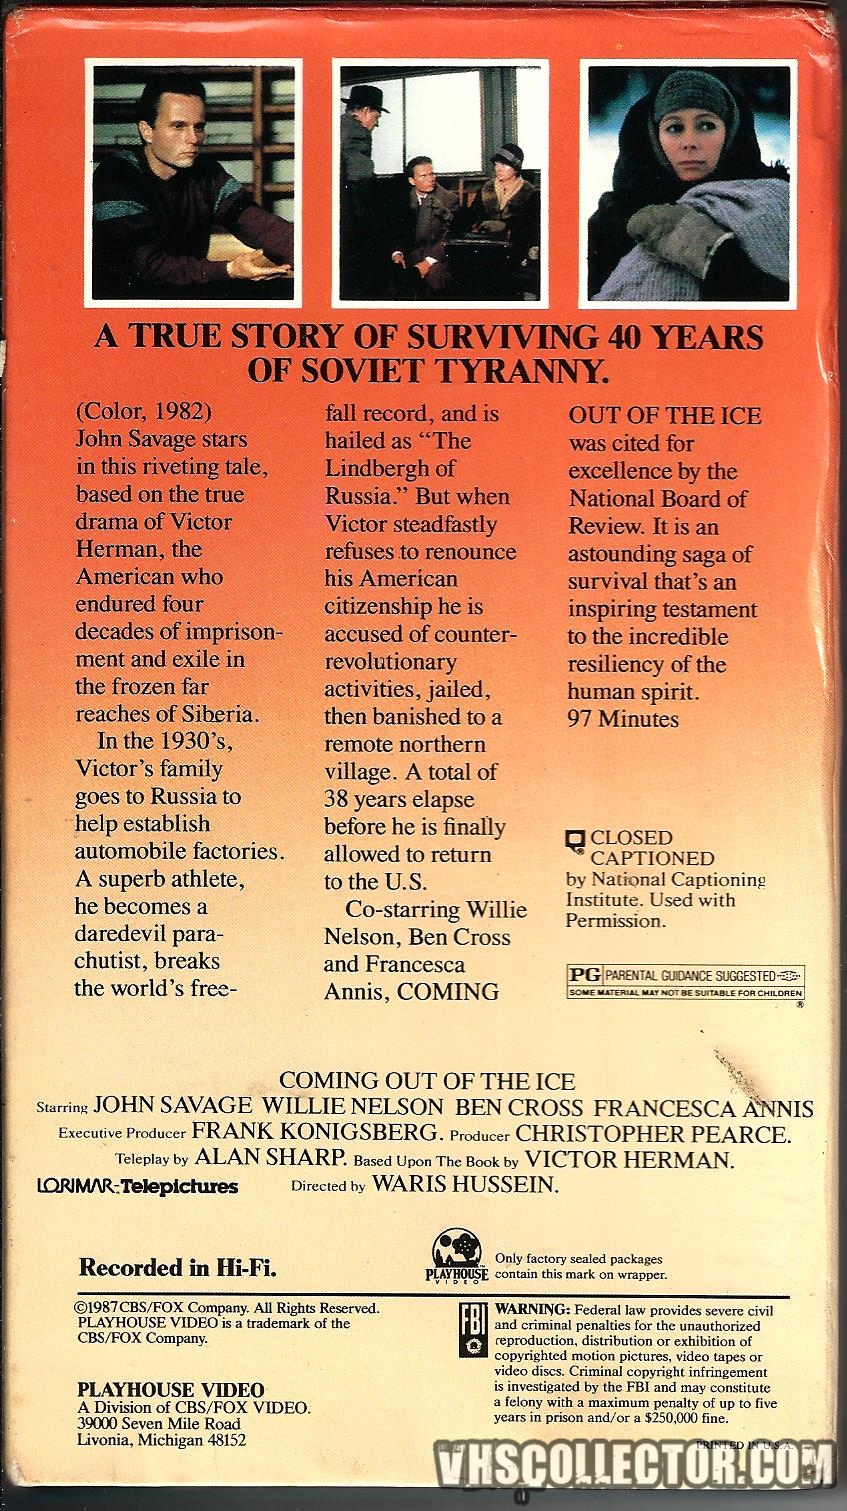 A TRUE STORY OF SURVIVING 40 YEARS
OF SOVIET TYRANNY.
(Color, 1982)
John Savage stars
in this riveting tale,
based on the true
drama of Victor
Herman, the
American who
endured four
decades of imprison-
ment and exile in
the frozen far
reaches of Siberia.
In the 1930's,
Victor's family
goes to Russia to
help establish
automobile factories.
A superb athlete,
he becomes a
daredevil para-
chutist, breaks
the world's free-
fall record, and is
hailed as "The
Lindbergh of
Russia." But when
Victor steadfastly
refuses to renounce
his American
citizenship he is
accused of counter-
revolutionary
activities, jailed,
then banished to a
remote northern
village. A total of
38 years elapse
before he is finally
allowed to return
to the U.S.
Co-starring Willie
Nelson, Ben Cross
and Francesca
Annis, COMING
OUT OF THE ICE
was cited for
excellence by the
National Board of
Review. It is an
astounding saga of
survival that's an
inspiring testament
to the incredible
resiliency of the
human spirit.
97 Minutes
CLOSED
CAPTIONED
by National Captioning
Institute. Used with
Permission.
PG PARENTAL GUIDANCE SUGGESTED
SOME MATERIAL MAY NOT BE SUITABLE FOR CHILDREN
®
COMING OUT OF THE ICE
Starring JOHN SAVAGE WILLIE NELSON BEN CROSS FRANCESCA ANNIS
Executive Producer FRANK KONIGSBERG. Producer CHRISTOPHER PEARCE.
Teleplay by ALAN SHARP. Based Upon The Book by VICTOR HERMAN.
LORIMAR-Telepictures Directed by WARIS HUSSEIN.
Recorded in Hi-Fi.
PLAYHOUSE
VIDEO
Only factory sealed packages
contain this mark on wrapper.
©1987 CBS/FOX Company. All Rights Reserved.
PLAYHOUSE VIDEO is a trademark of the
CBS/FOX Company.
PLAYHOUSE VIDEO
A Division of CBS/FOX VIDEO.
39000 Seven Mile Road
Livonia, Michigan 48152
FBI
WARNING: Federal law provides severe civil
and criminal penalties for the unauthorized
reproduction, distribution or exhibition of
copyrighted motion pictures, video tapes or
video discs. Criminal copyright infringement
is investigated by the FBI and may constitute
a felony with a maximum penalty of up to five
years in prison and/or a $250,000 fine.
PRINTED IN U.S.A.
VHSCOLLECTOR.COM